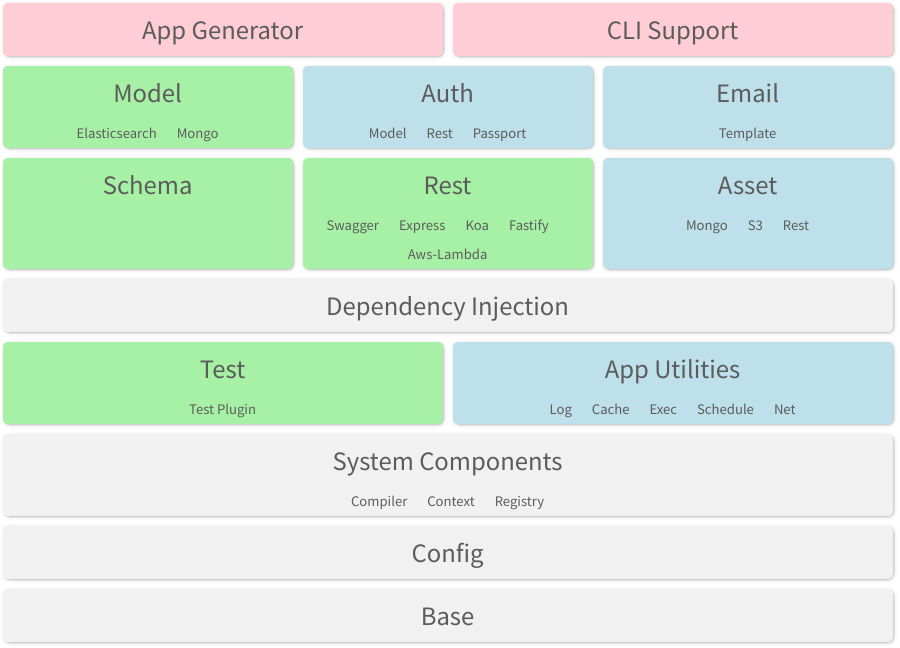 App Generator
CLI Support
Model
Elasticsearch Mongo
Auth
Model Rest Passport
Email
Template
Schema
Rest
Swagger Express Koa Fastify
Aws-Lambda
Asset
Mongo S3 Rest
Dependency Injection
Test
Test Plugin
App Utilities
Log Cache Exec Schedule Net
System Components
Compiler Context Registry
Config
Base